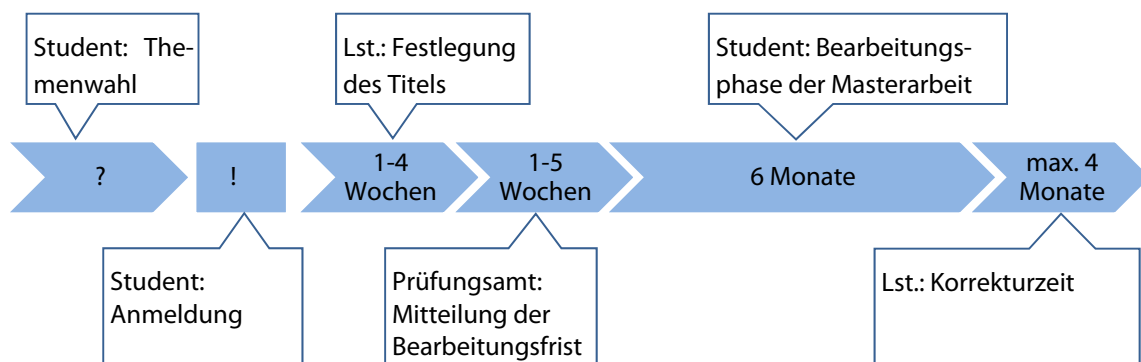 Student: The-
menwahl
Lst.: Festlegung
des Titels
Student: Bearbeitungs-
phase der Masterarbeit
?
!
1-4
Wochen
1-5
Wochen
6 Monate
max. 4
Monate
Student:
Anmeldung
Prüfungsamt:
Mitteilung der
Bearbeitungsfrist
Lst.: Korrekturzeit